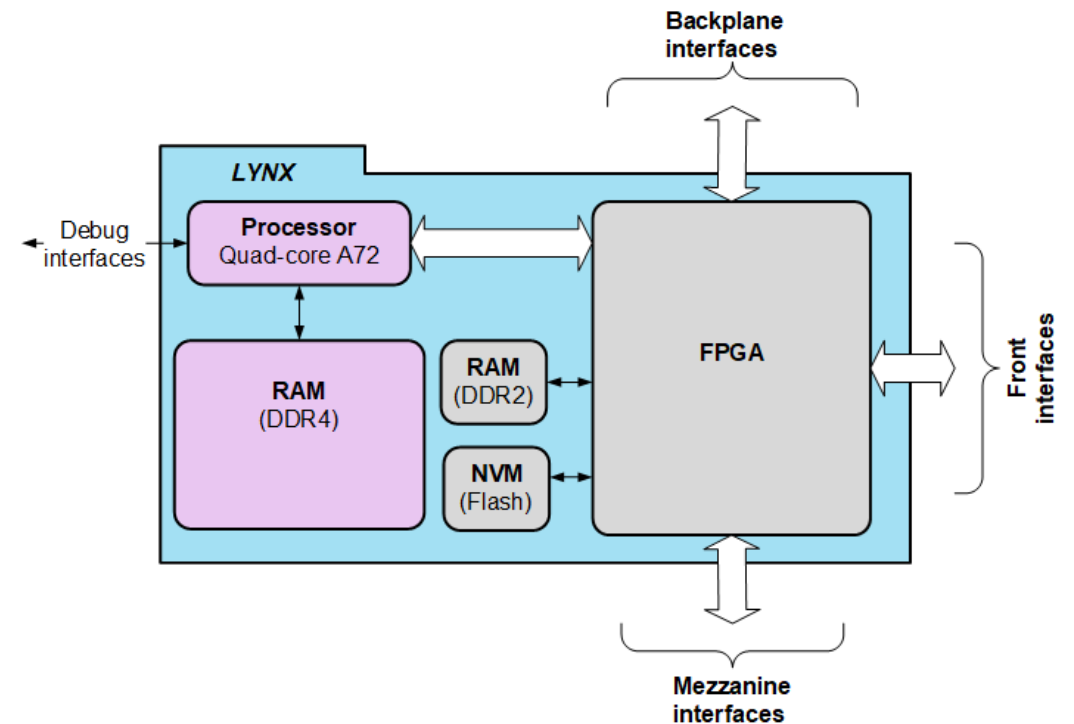 Backplane
interfaces
LYNX
Processor
Quad-core A72
Debug
interfaces
FPGA
RAM
(DDR4)
RAM
(DDR2)
NVM
(Flash)
Front
interfaces
Mezzanine
interfaces